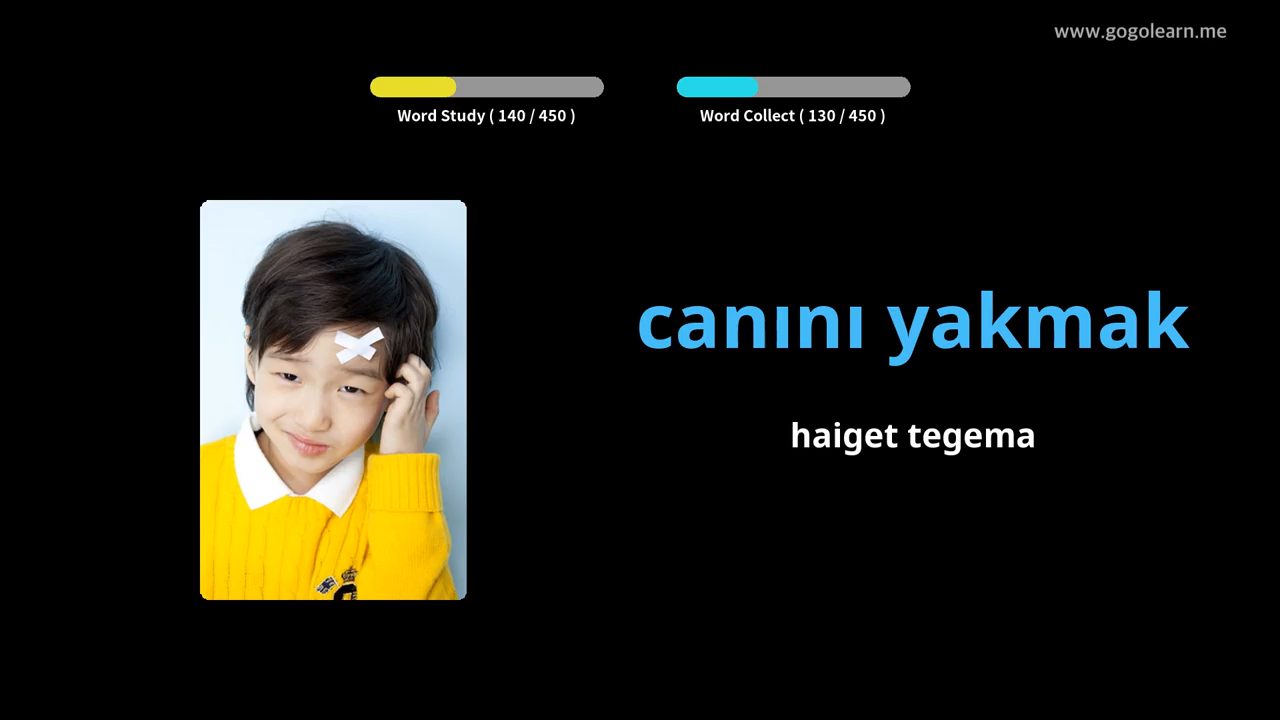 www.gogolearn.me
Word Study ( 140 / 450 )
Word Collect ( 130 / 450 )
canını yakmak
haiget tegema